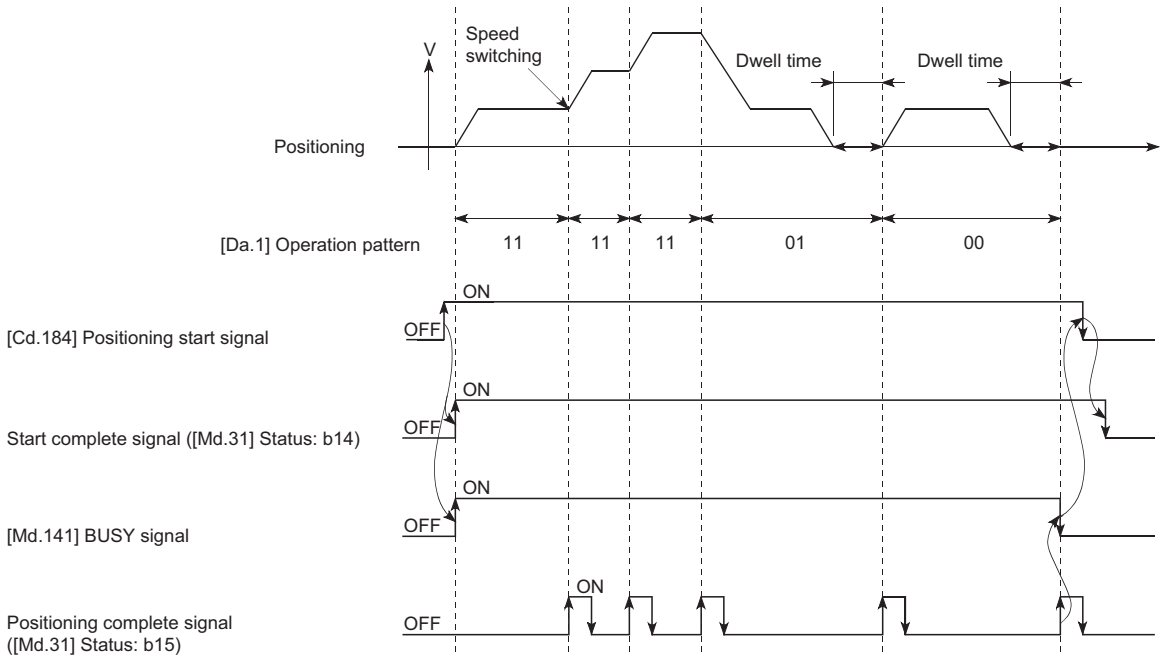 Speed
switching
V
Dwell time
Dwell time
Positioning
[Da.1] Operation pattern
11
11
11
01
00
ON
OFF
[Cd.184] Positioning start signal
ON
OFF
Start complete signal ([Md.31] Status: b14)
ON
OFF
[Md.141] BUSY signal
ON
OFF
Positioning complete signal
([Md.31] Status: b15)